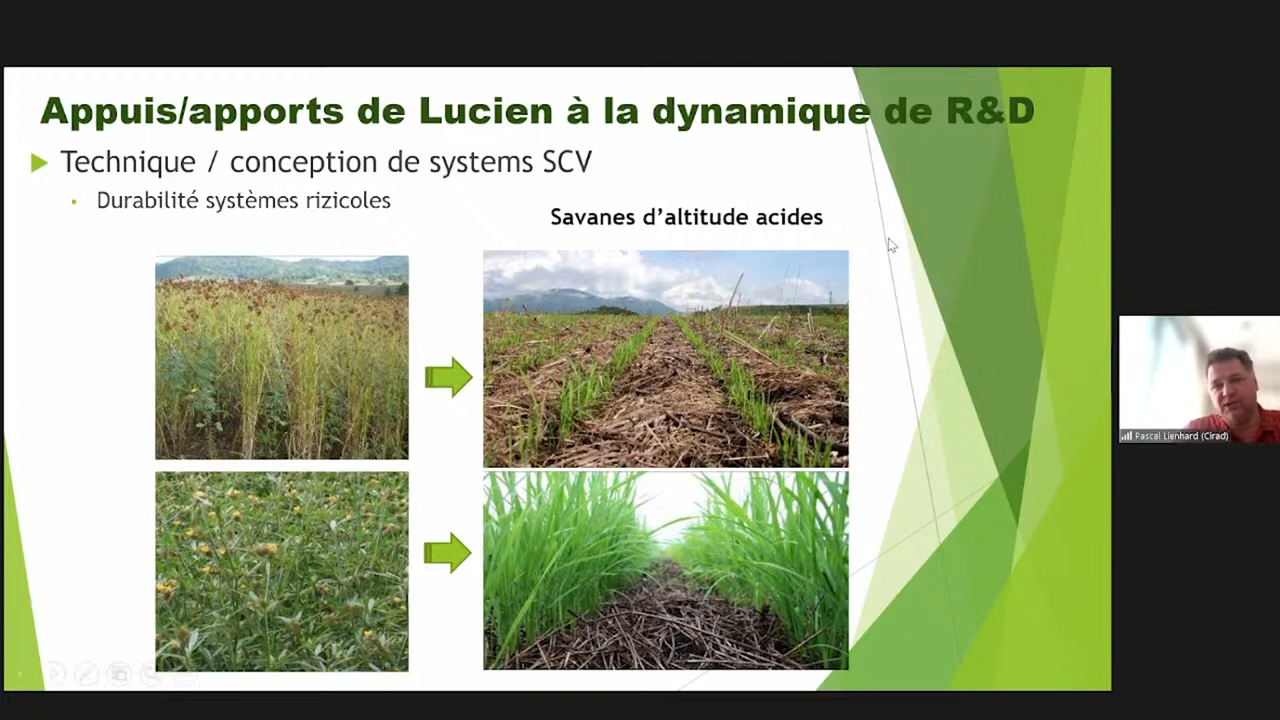 Appuis/apports de Lucien à la dynamique de R&D
Technique / conception de systems SCV
Durabilité systèmes rizicoles
Savanes d'altitude acides
Pascal Lienhard (Cirad)